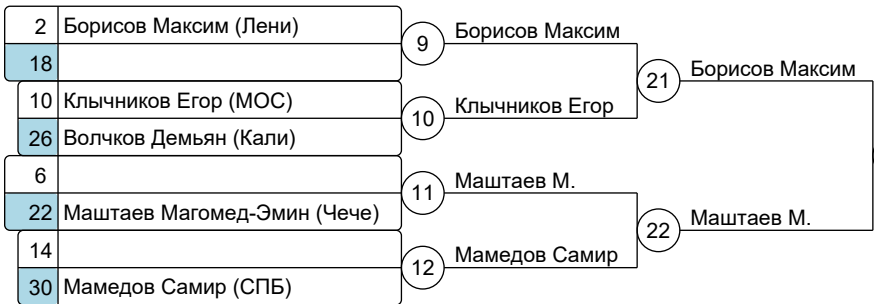 2 Борисов Максим (Лени)
18
10 Клычников Егор (МОС)
26 Волчков Демьян (Кали)
6
22 Маштаев Магомед-Эмин (Чече)
14
30 Мамедов Самир (СПБ)
9 Борисов Максим
10 Клычников Егор
11 Маштаев М.
12 Мамедов Самир
21 Борисов Максим
22 Маштаев М.